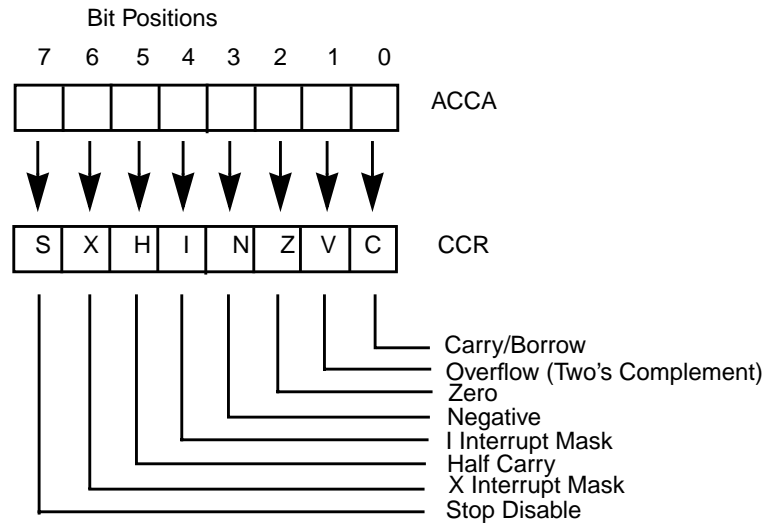 Bit Positions
7 6 5 4 3 2 1 0
ACCA
S X H I N Z V C
CCR
Carry/Borrow
Overflow (Two's Complement)
Zero
Negative
I Interrupt Mask
Half Carry
X Interrupt Mask
Stop Disable